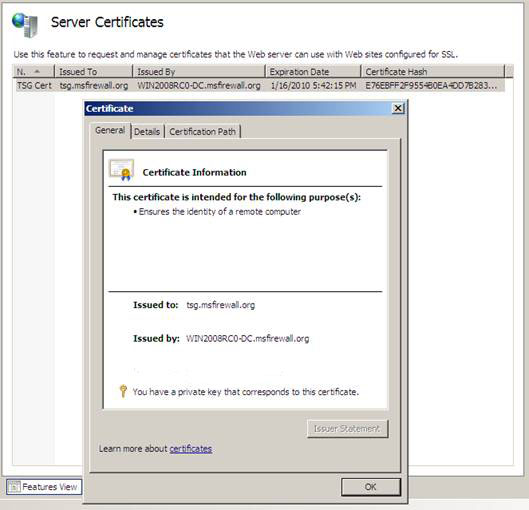 Server Certificates
Use this feature to request and manage certificates that the Web server can use with Web sites configured for SSL.
N. Issued To Issued By Expiration Date Certificate Hash
TSG Cert tsg.msfirewall.org WIN2008RC0-DC.msfirewall.org 1/16/2010 5:42:15 PM E76EBFF2F9554B0EA4DD7B283...
Certificate
General Details Certification Path
Certificate Information
This certificate is intended for the following purpose(s):
• Ensures the identity of a remote computer
Issued to: tsg.msfirewall.org
Issued by: WIN2008RC0-DC.msfirewall.org
You have a private key that corresponds to this certificate.
Issuer Statement
Learn more about certificates
OK
Features View